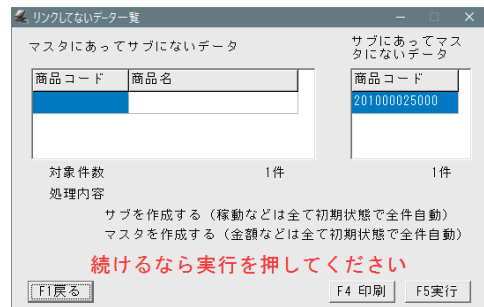 リンクしてないデータ一覧
マスタにあってサブにないデータ
サブにあってマス
タにないデータ
商品コード 商品名
商品コード
201000025000
対象件数 1件 1件
処理内容
サブを作成する（稼動などは全て初期状態で全件自動）
マスタを作成する（金額などは全て初期状態で全件自動）
続けるなら実行を押してください
F1戻る F4 印刷 F5実行